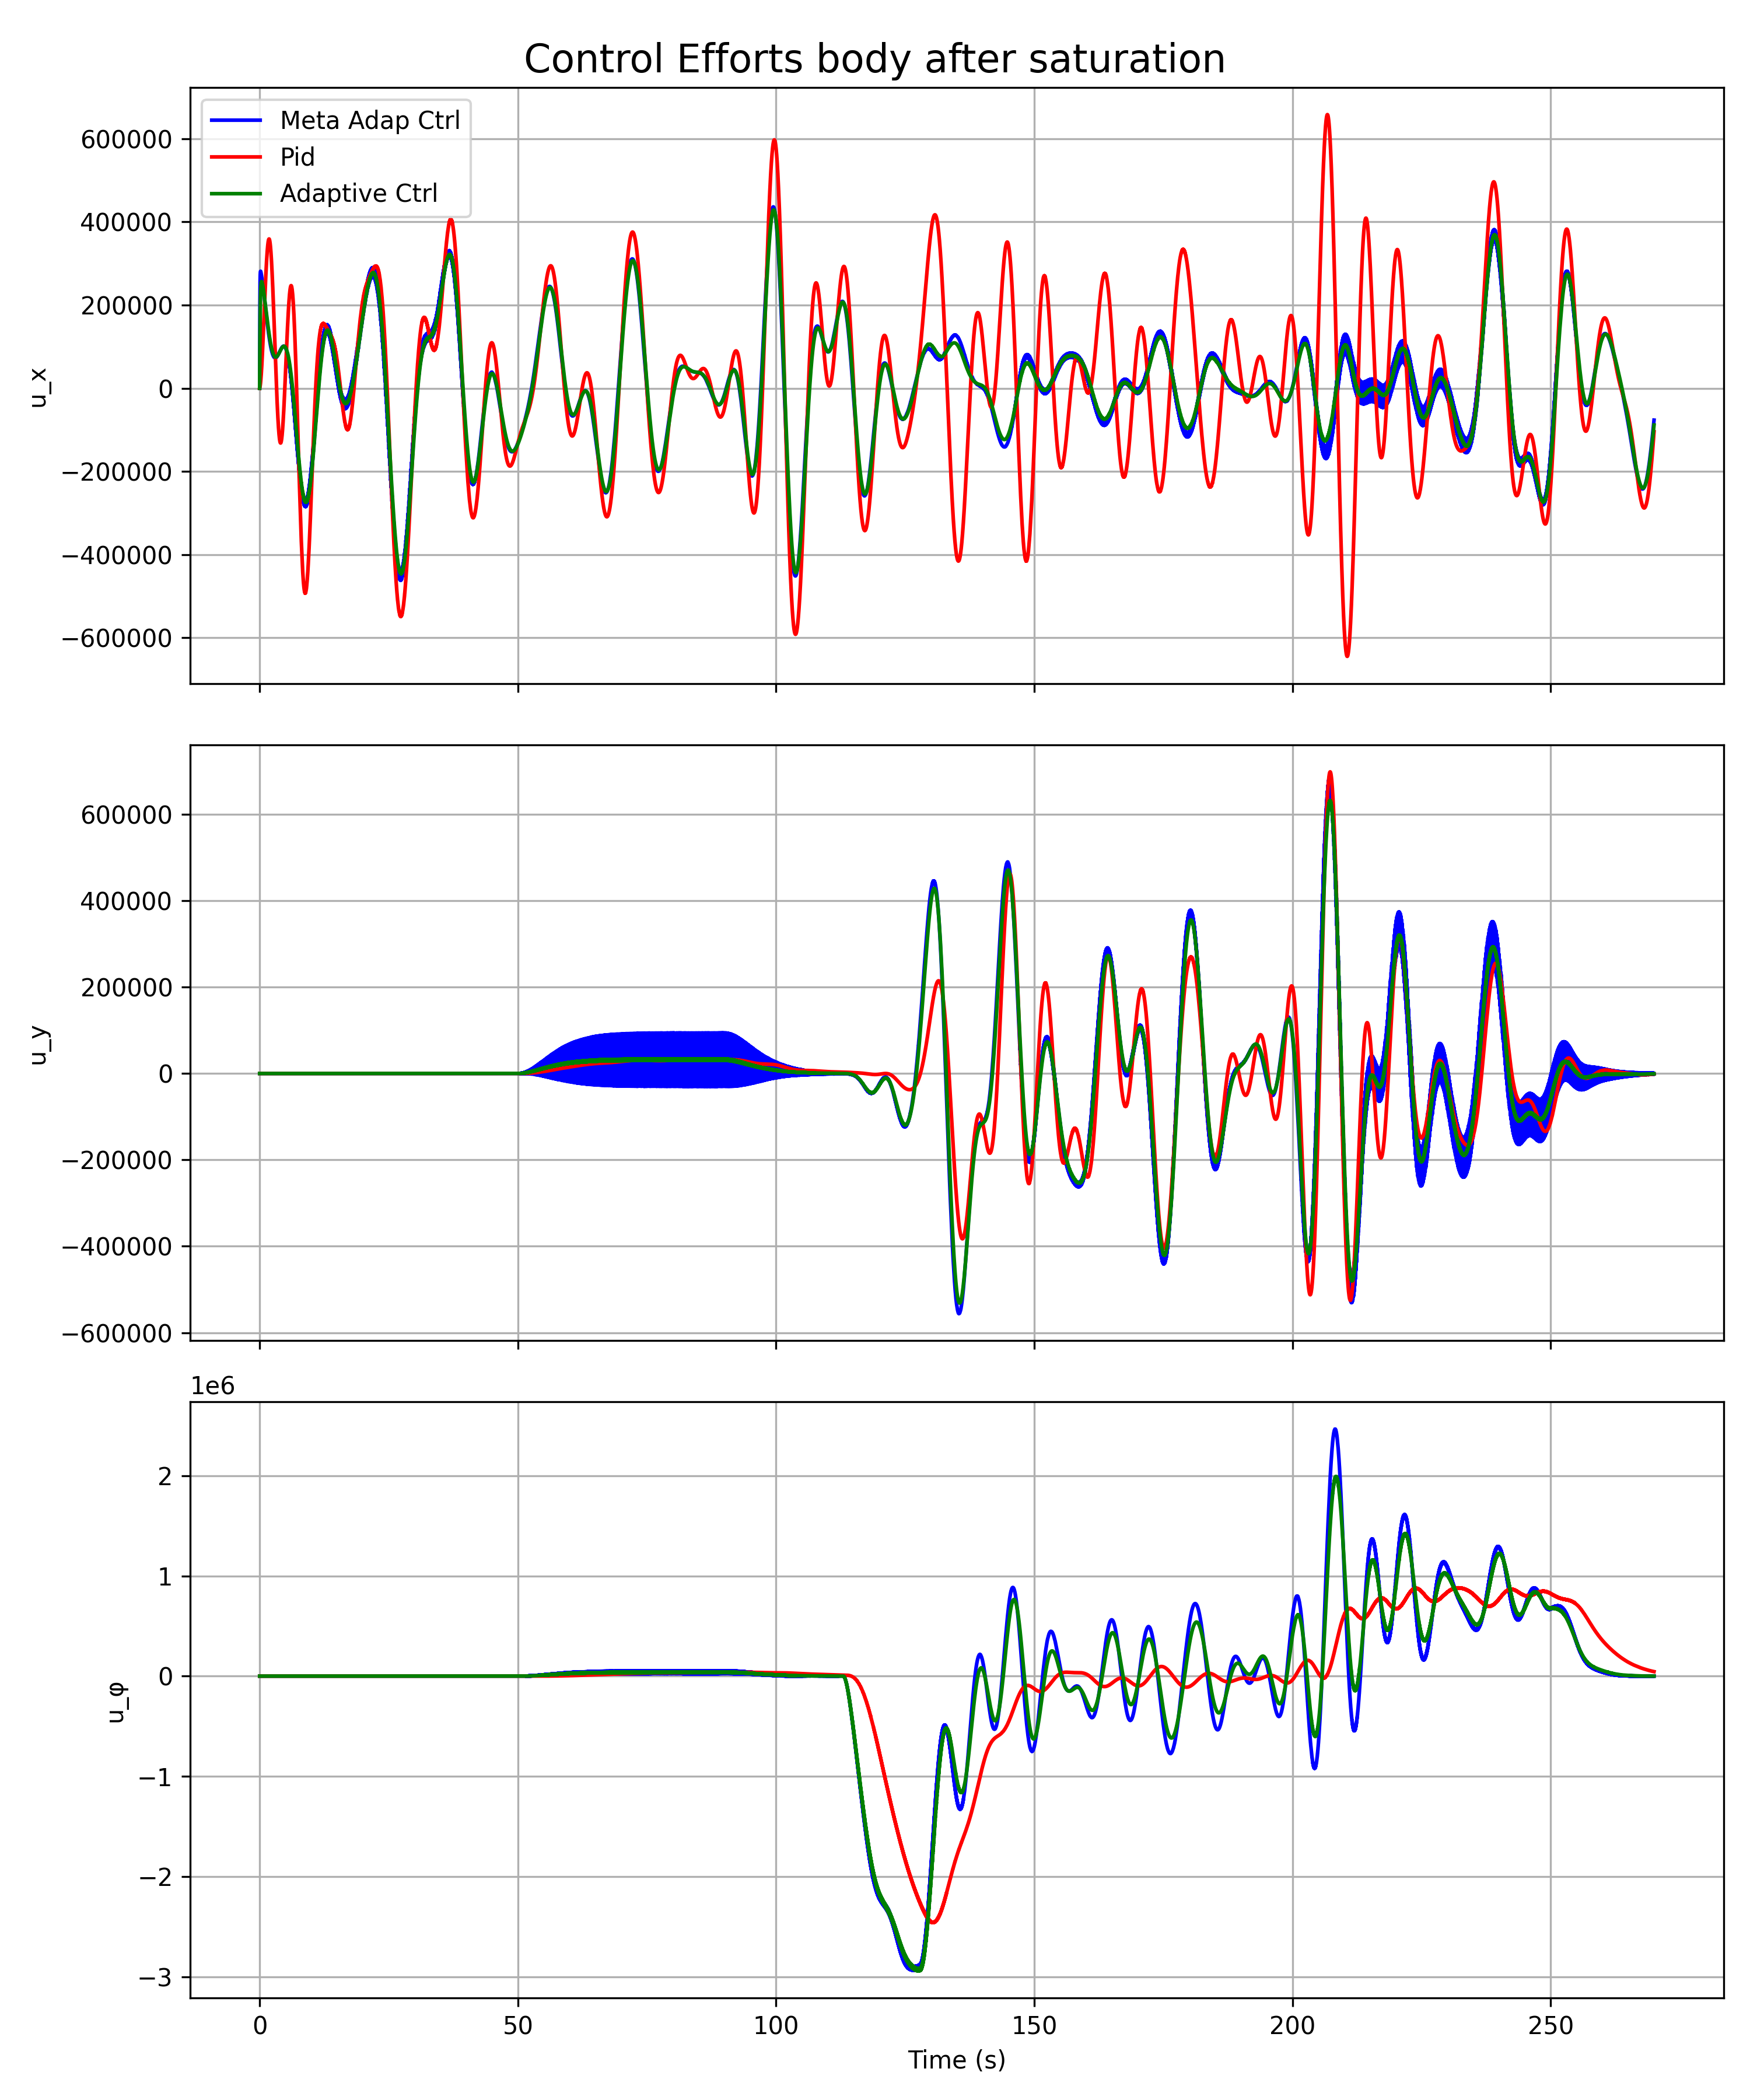 Control Efforts body after saturation
Meta Adap Ctrl
Pid
Adaptive Ctrl
600000
400000
200000
0
−200000
−400000
−600000
u_x
600000
400000
200000
0
−200000
−400000
−600000
u_y
1e6
2
1
0
−1
−2
−3
u_φ
0 50 100 150 200 250
Time (s)